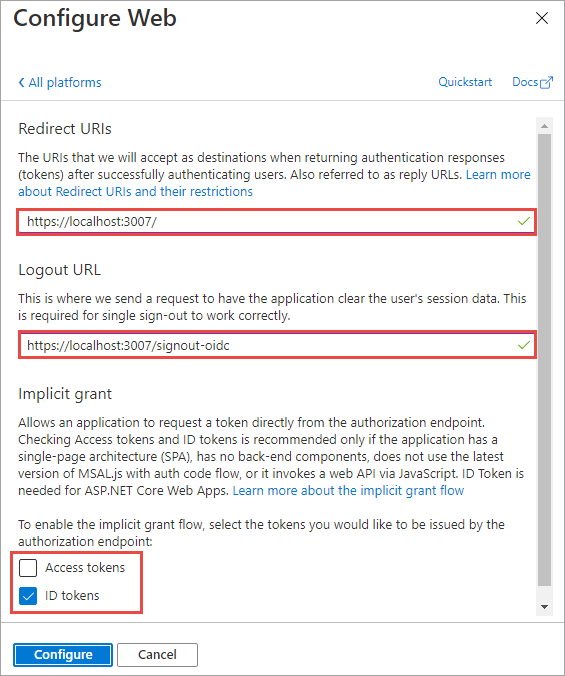 Configure Web
All platforms
Quickstart
Docs
Redirect URIs
The URIs that we will accept as destinations when returning authentication responses
(tokens) after successfully authenticating users. Also referred to as reply URLs. Learn more
about Redirect URIs and their restrictions
https://localhost:3007/
Logout URL
This is where we send a request to have the application clear the user's session data. This
is required for single sign-out to work correctly.
https://localhost:3007/signout-oidc
Implicit grant
Allows an application to request a token directly from the authorization endpoint.
Checking Access tokens and ID tokens is recommended only if the application has a
single-page architecture (SPA), has no back-end components, does not use the latest
version of MSAL.js with auth code flow, or it invokes a web API via JavaScript. ID Token is
needed for ASP.NET Core Web Apps. Learn more about the implicit grant flow
To enable the implicit grant flow, select the tokens you would like to be issued by the
authorization endpoint:
Access tokens
ID tokens
Configure
Cancel